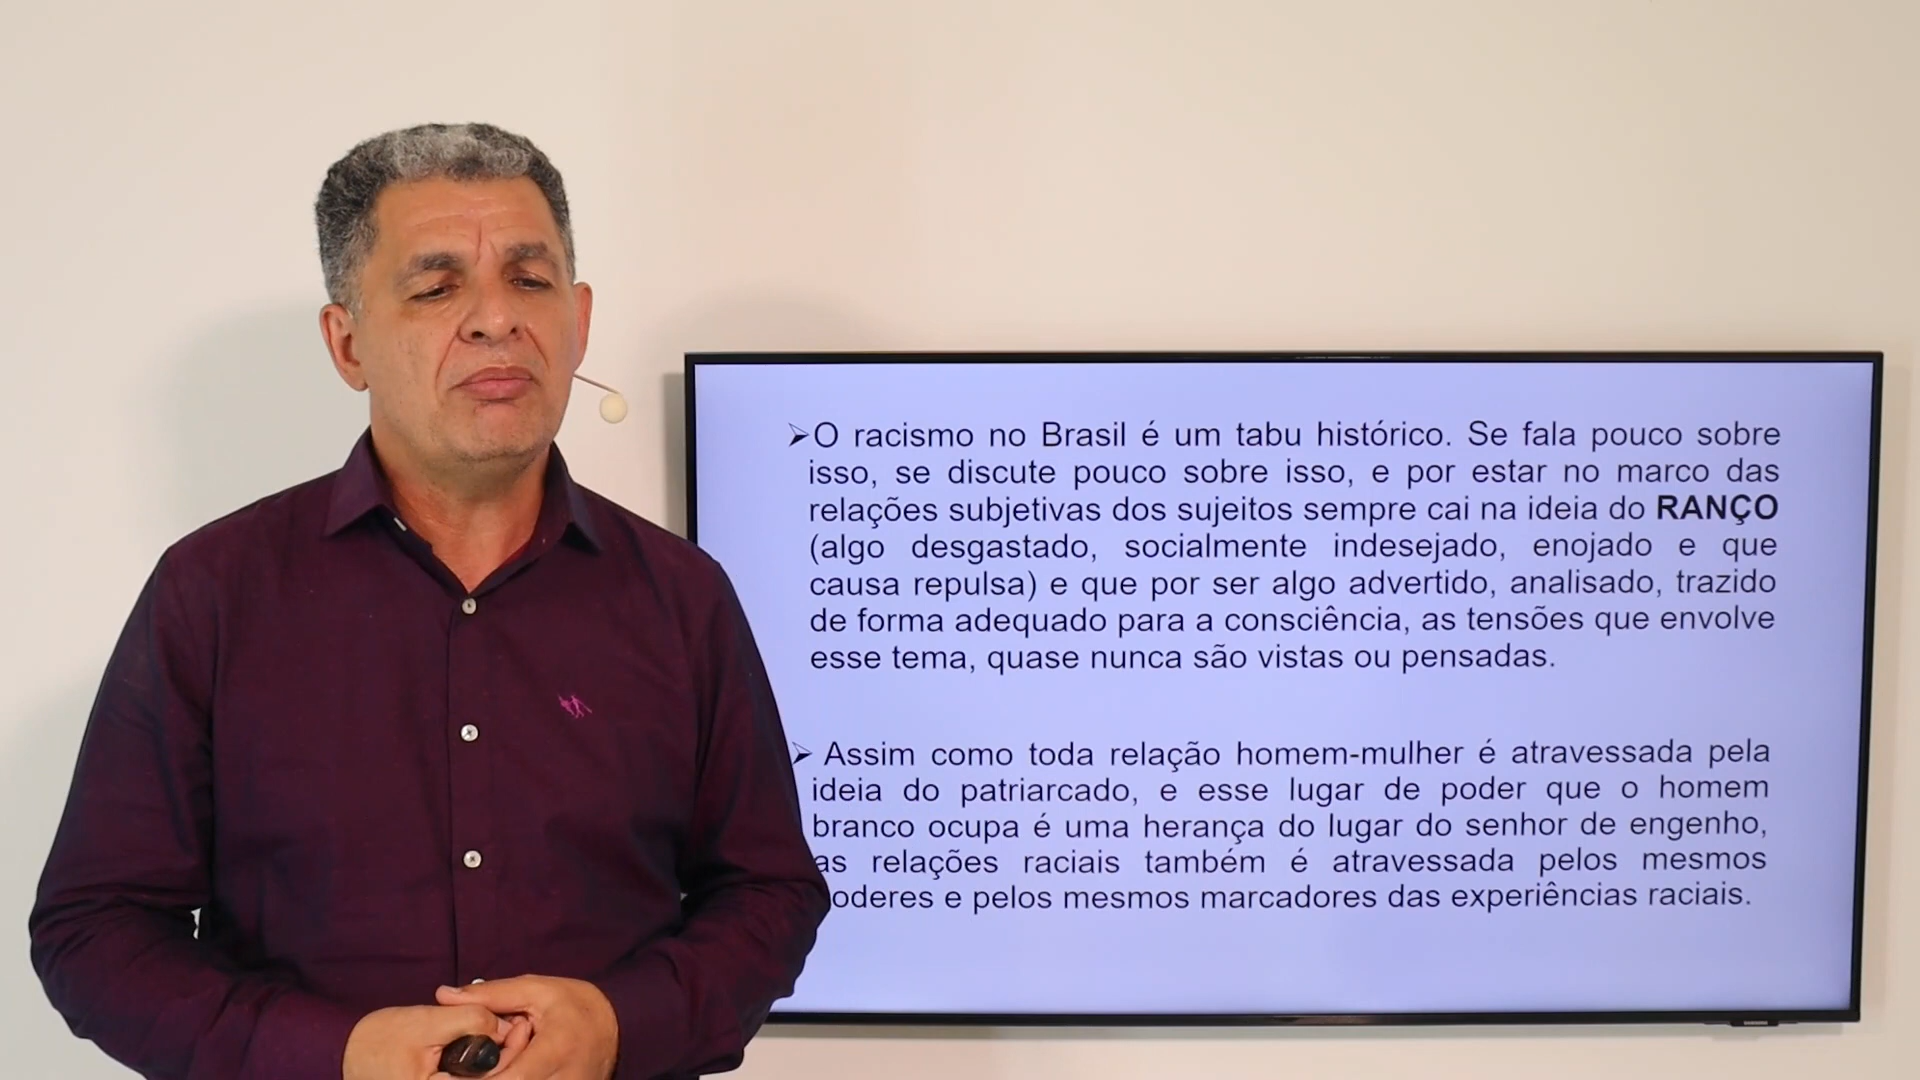 ➢O racismo no Brasil é um tabu histórico. Se fala pouco sobre
isso, se discute pouco sobre isso, e por estar no marco das
relações subjetivas dos sujeitos sempre cai na ideia do RANÇO
(algo desgastado, socialmente indesejado, enojado e que
causa repulsa) e que por ser algo advertido, analisado, trazido
de forma adequado para a consciência, as tensões que envolve
esse tema, quase nunca são vistas ou pensadas.
➢ Assim como toda relação homem-mulher é atravessada pela
ideia do patriarcado, e esse lugar de poder que o homem
branco ocupa é uma herança do lugar do senhor de engenho,
as relações raciais também é atravessada pelos mesmos
oderes e pelos mesmos marcadores das experiências raciais.